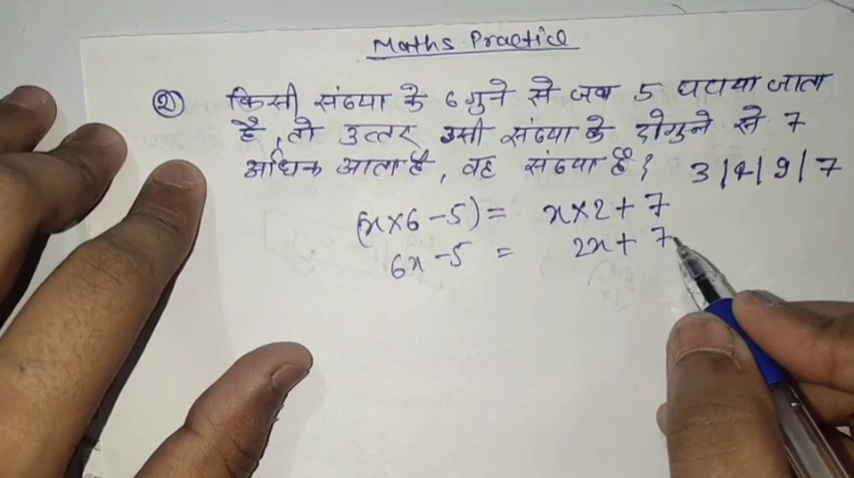 Maths Practice
(2) किसी संख्या के 6 गुने से जब 5 घटाया जाता
है, तो उत्तर उसी संख्या के दोगुने से 7
अधिक आता है, वह संख्या है? 3/4/9/7
(x×6-5) = x×2+7
6x-5 = 2x+7